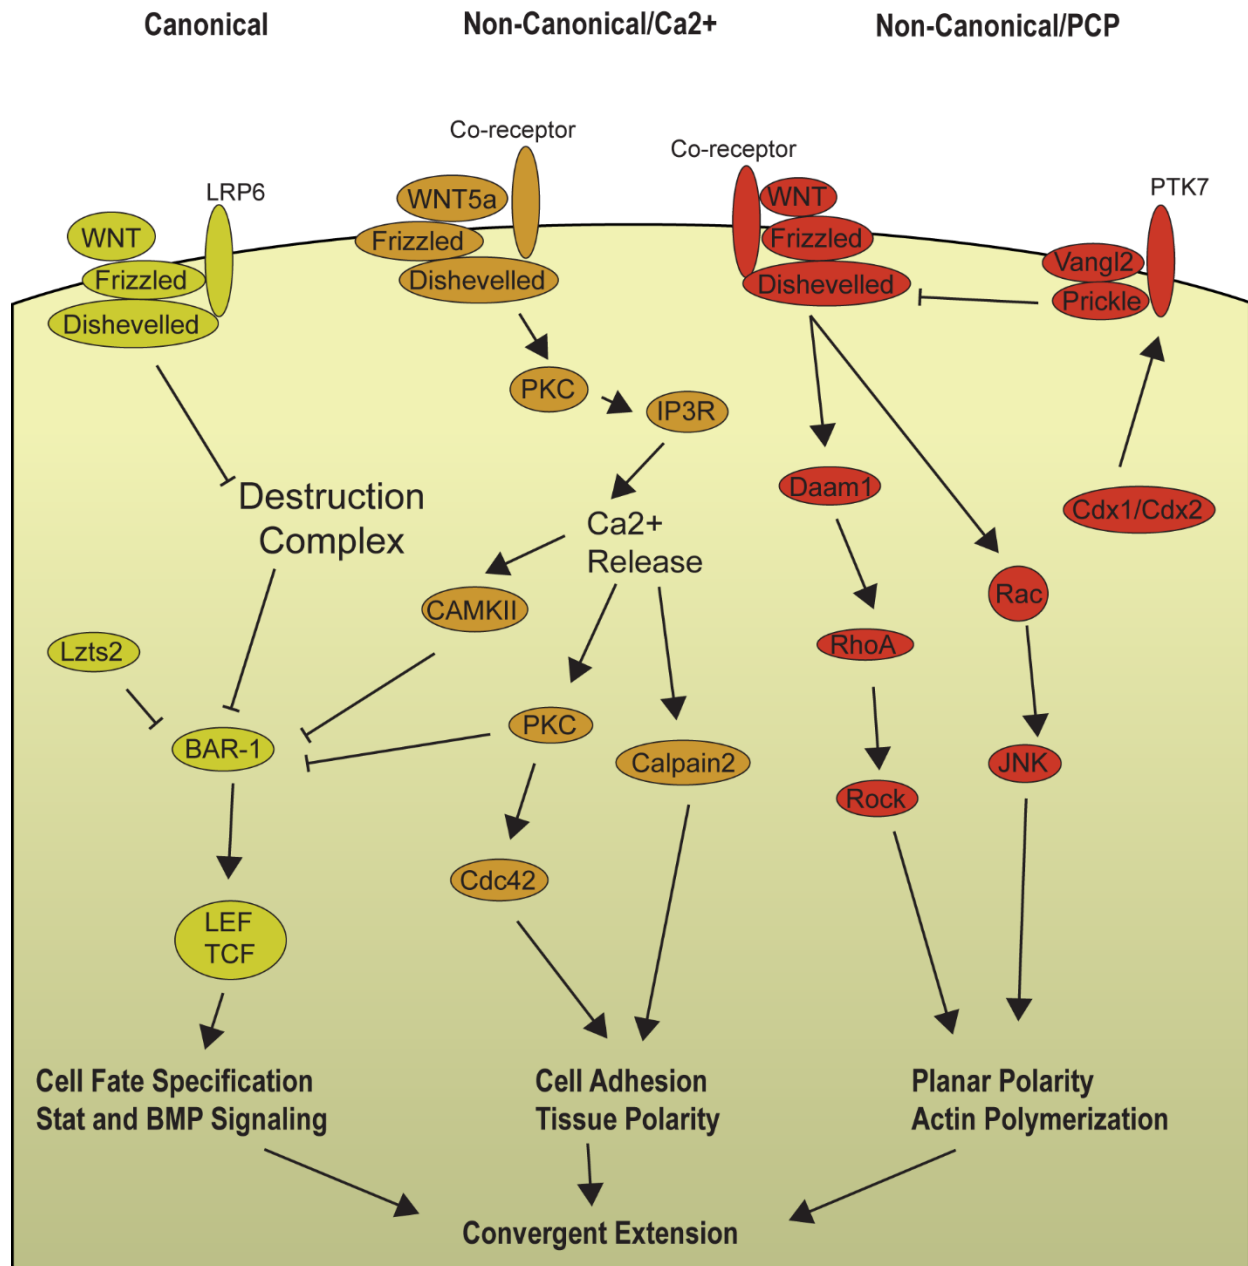 Canonical
Non-Canonical/Ca2+
Non-Canonical/PCP
LRP6
WNT
Frizzled
Dishevelled
Destruction
Complex
Lzts2
BAR-1
LEF
TCF
Cell Fate Specification
Stat and BMP Signaling
Co-receptor
WNT5a
Frizzled
Dishevelled
PKC
IP3R
Ca2+
Release
CAMKII
PKC
Calpain2
Cdc42
Cell Adhesion
Tissue Polarity
Co-receptor
WNT
Frizzled
Dishevelled
PTK7
Vangl2
Prickle
Cdx1/Cdx2
Daam1
RhoA
Rock
Rac
JNK
Planar Polarity
Actin Polymerization
Convergent Extension